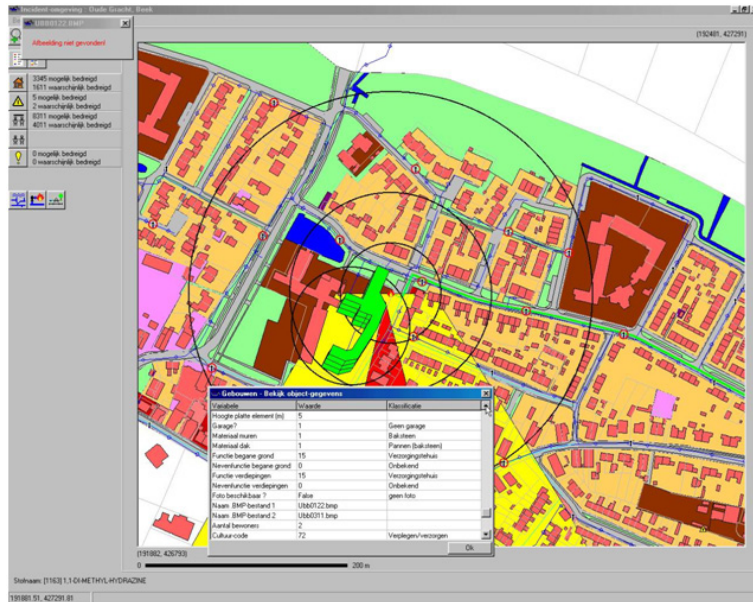 Incident-omgeving - Oude Gracht, Beek
UBB0122.BMP
Afbeelding niet gevonden!
(192481, 427291)
3345 mogelijk bedreigd
1611 waarschijnlijk bedreigd
5 mogelijk bedreigd
2 waarschijnlijk bedreigd
8311 mogelijk bedreigd
4011 waarschijnlijk bedreigd
0 mogelijk bedreigd
0 waarschijnlijk bedreigd
Gebouwen - Bekijk object-gegevens
Variabele Waarde Klassificatie
Hoogte platte element (m) 5
Garage? 1 Geen garage
Materiaal muren 1 Baksteen
Materiaal dak 1 Pannen (baksteen)
Functie begane grond 15 Verzorgingstehuis
Nevenfunctie begane grond 0 Onbekend
Functie verdiepingen 15 Verzorgingstehuis
Nevenfunctie verdiepingen 0 Onbekend
Foto beschikbaar ? False geen foto
Naam .BMP-bestand 1 Ubb0122.bmp
Naam .BMP-bestand 2 Ubb0311.bmp
Aantal bewoners 2
Cultuur-code 72 Verplegen/verzorgen
Ok
(191882, 426793)
0 200 m
Stofnaam: [1163] 1,1-DI-METHYL-HYDRAZINE
191881.51, 427291.81